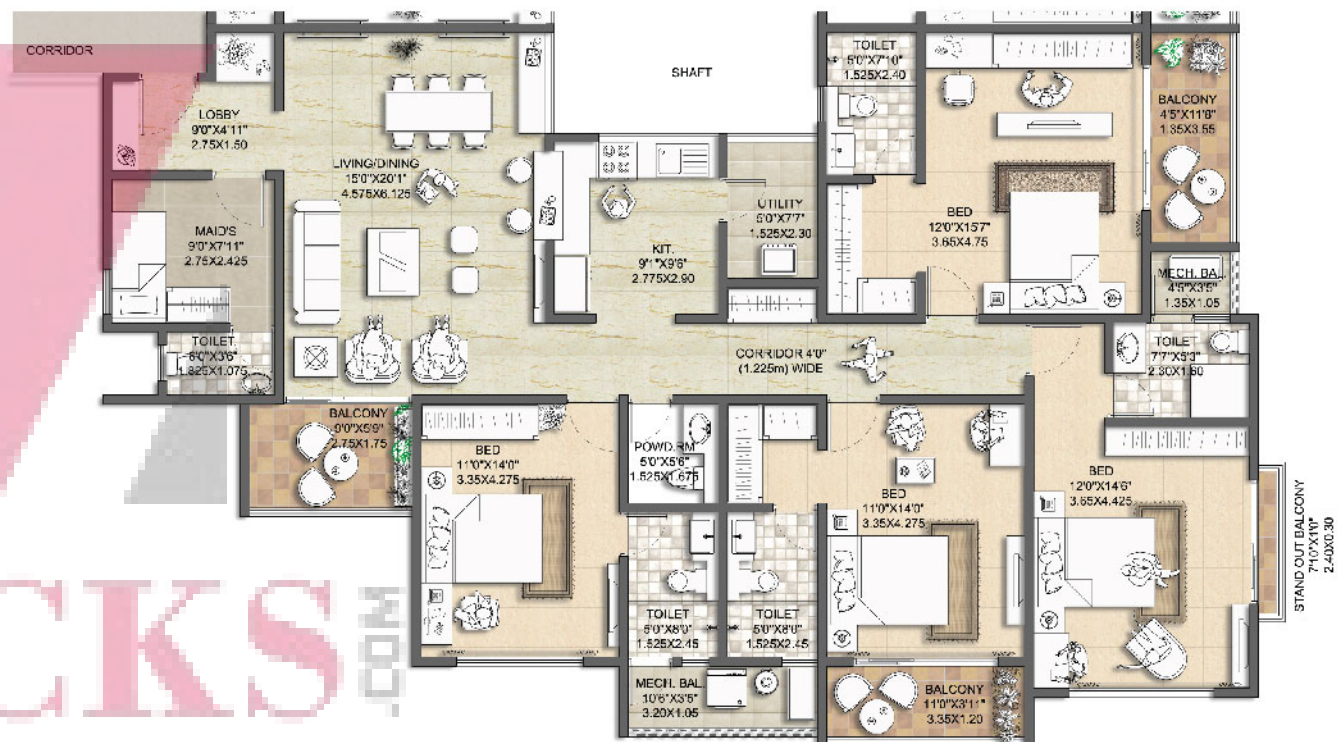 CORRIDOR
LOBBY
9'0"X4'11"
2.75X1.50
LIVING/DINING
15'0"X20'1"
4.575X6.125
MAID'S
9'0"X7'11"
2.75X2.425
TOILET
6'0"X3'6"
1.825X1.075
BALCONY
9'0"X5'9"
2.75X1.75
SHAFT
KIT.
9'1"X9'6"
2.775X2.90
UTILITY
5'0"X7'7"
1.525X2.30
TOILET
5'0"X7'10"
1.525X2.40
BED
12'0"X15'7"
3.65X4.75
BALCONY
4'5"X11'8"
1.35X3.55
MECH. BAL.
4'5"X3'5"
1.35X1.05
TOILET
7'7"X5'3"
2.30X1.60
CORRIDOR 4'0"
(1.225m) WIDE
BED
11'0"X14'0"
3.35X4.275
POWD.RM
5'0"X5'6"
1.525X1.675
TOILET
5'0"X8'0"
1.525X2.45
TOILET
5'0"X8'0"
1.525X2.45
MECH. BAL.
10'6"X3'5"
3.20X1.05
BED
11'0"X14'0"
3.35X4.275
BALCONY
11'0"X3'11"
3.35X1.20
BED
12'0"X14'6"
3.65X4.425
STAND OUT BALCONY
7'10"X1'0"
2.40X0.30
CKS
.COM